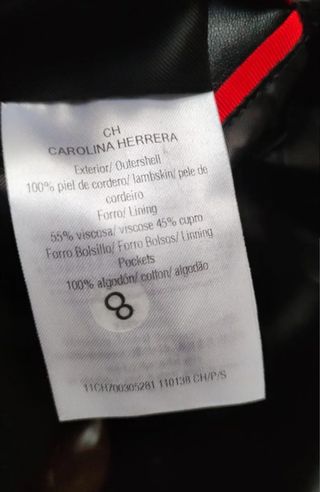 CH
CAROLINA HERRERA
Exterior/ Outershell
100% piel de cordero/ lambskin/ pele de
cordeiro
Forro/ Lining
55% viscosa/ viscose 45% cupro
Forro Bolsillo/ Forro Bolsos/ Linning
Pockets
100% algodón/ cotton/ algodão
8
11CH700305281 110138 CH/P/S